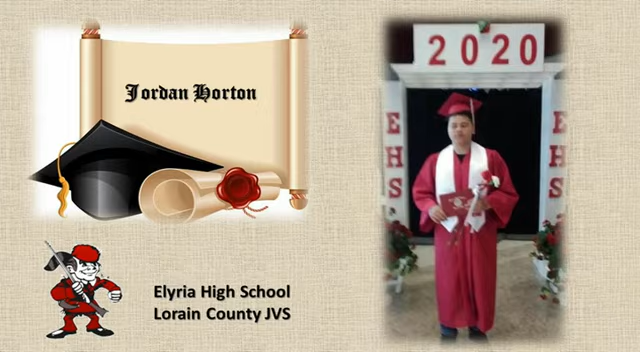 Jordan Horton
2020
EHS
EHS
Elyria High School
Lorain County JVS